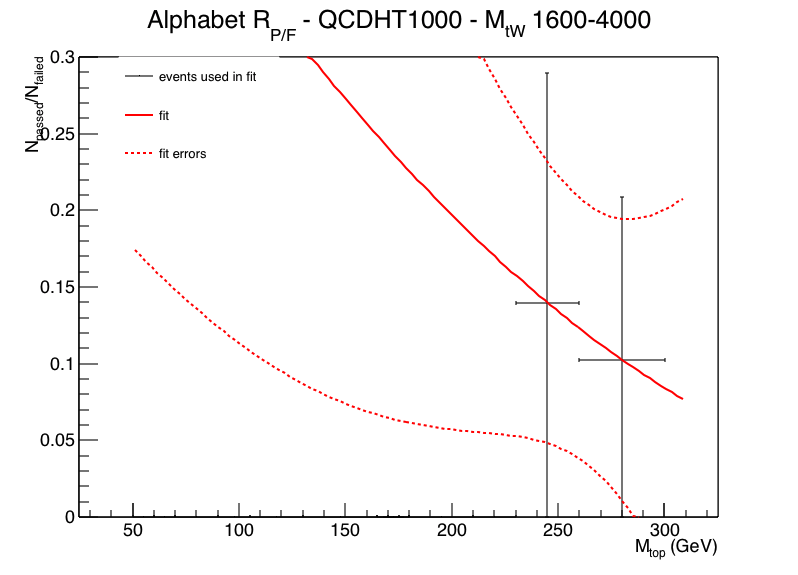 Alphabet R_P/F - QCDHT1000 - M_tW 1600-4000
N_passed/N_failed
events used in fit
fit
fit errors
0.3
0.25
0.2
0.15
0.1
0.05
0
50 100 150 200 250 300
M_top (GeV)